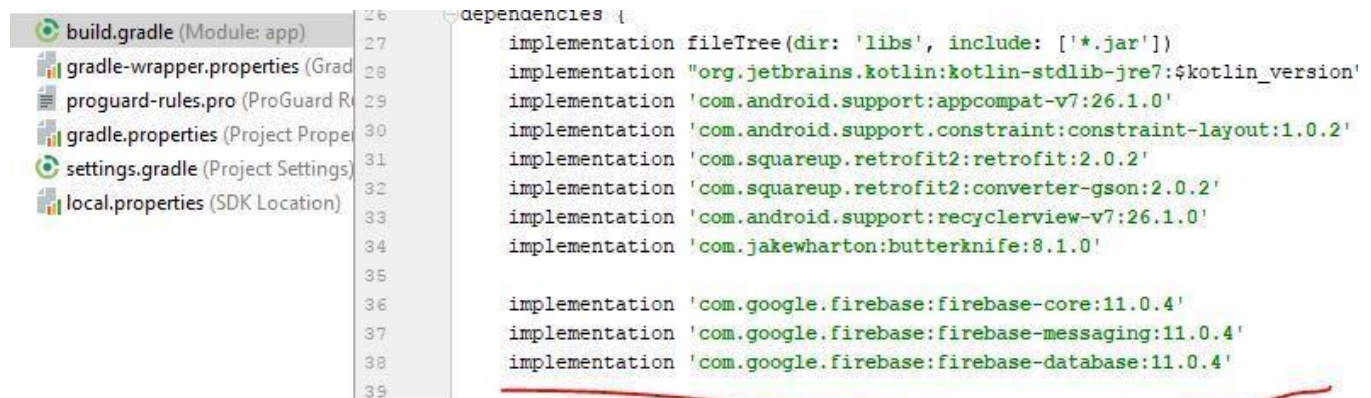 build.gradle (Module: app)
gradle-wrapper.properties (Grad
proguard-rules.pro (ProGuard R
gradle.properties (Project Proper
settings.gradle (Project Settings)
local.properties (SDK Location)
26 dependencies {
27 implementation fileTree(dir: 'libs', include: ['*.jar'])
28 implementation "org.jetbrains.kotlin:kotlin-stdlib-jre7:$kotlin_version"
29 implementation 'com.android.support:appcompat-v7:26.1.0'
30 implementation 'com.android.support.constraint:constraint-layout:1.0.2'
31 implementation 'com.squareup.retrofit2:retrofit:2.0.2'
32 implementation 'com.squareup.retrofit2:converter-gson:2.0.2'
33 implementation 'com.android.support:recyclerview-v7:26.1.0'
34 implementation 'com.jakewharton:butterknife:8.1.0'
35
36 implementation 'com.google.firebase:firebase-core:11.0.4'
37 implementation 'com.google.firebase:firebase-messaging:11.0.4'
38 implementation 'com.google.firebase:firebase-database:11.0.4'
39